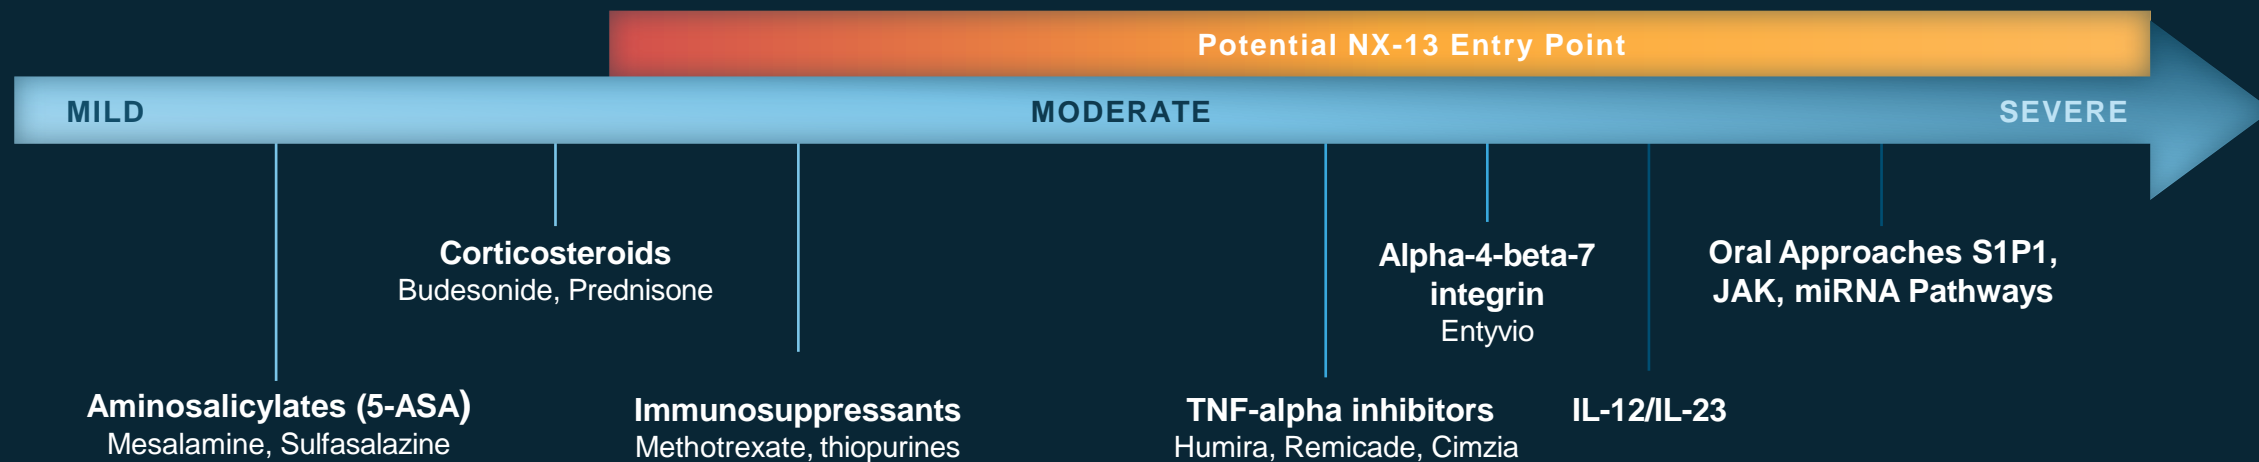 Potential NX-13 Entry Point
MILD
MODERATE
SEVERE
Corticosteroids
Budesonide, Prednisone
Alpha-4-beta-7
integrin
Entyvio
Oral Approaches S1P1,
JAK, miRNA Pathways
Aminosalicylates (5-ASA)
Mesalamine, Sulfasalazine
Immunosuppressants
Methotrexate, thiopurines
TNF-alpha inhibitors
Humira, Remicade, Cimzia
IL-12/IL-23